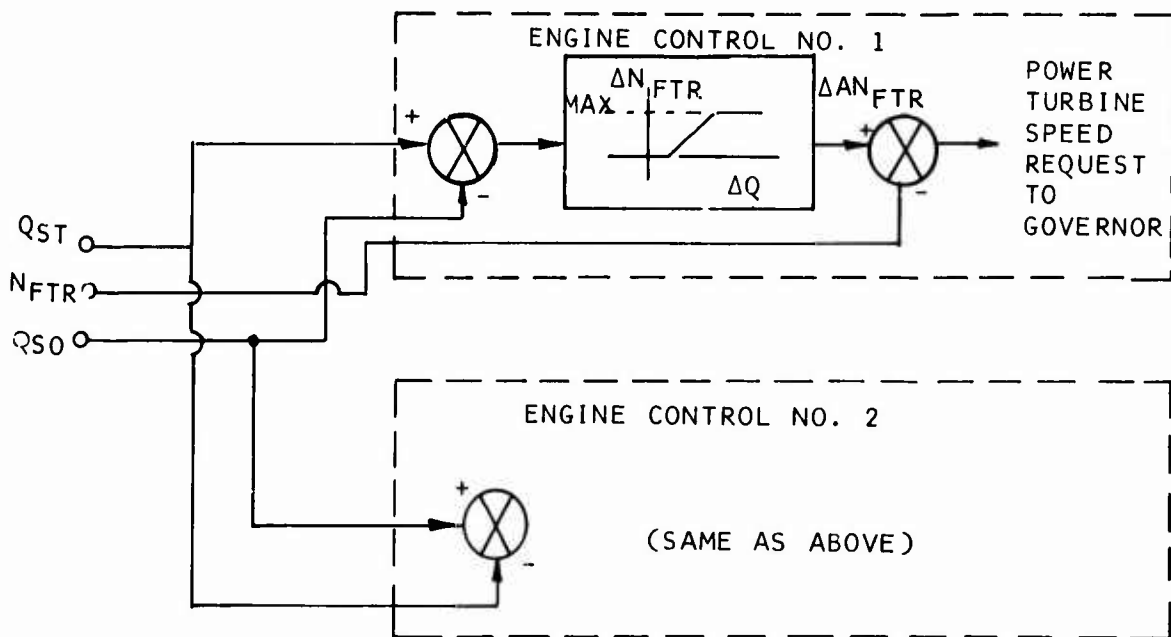 ENGINE CONTROL NO. 1
ΔN FTR
MAX
ΔQ
ΔAN FTR
+
-
+
-
POWER
TURBINE
SPEED
REQUEST
TO
GOVERNOR
QST
NFTR
QSO
ENGINE CONTROL NO. 2
+
-
(SAME AS ABOVE)